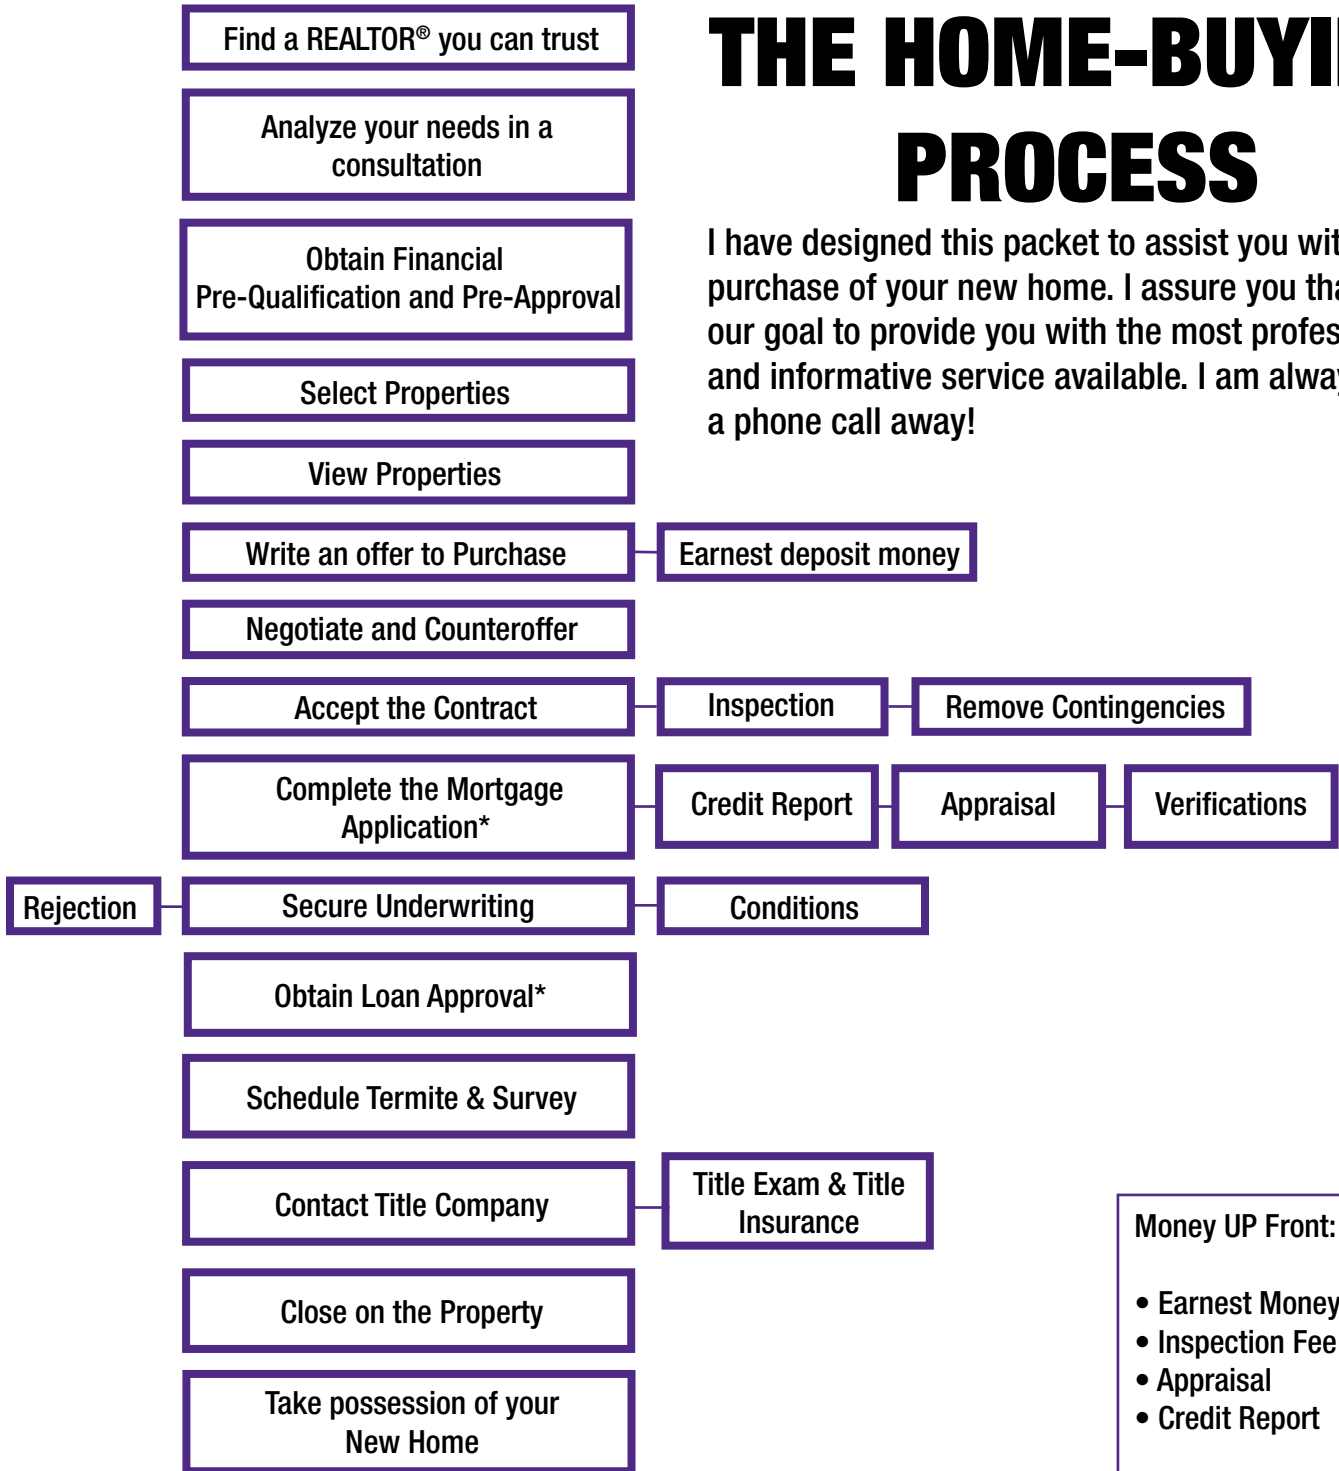 THE HOME-BUYI
PROCESS
I have designed this packet to assist you wit
purchase of your new home. I assure you tha
our goal to provide you with the most profes
and informative service available. I am alway
a phone call away!
Find a REALTOR® you can trust
Analyze your needs in a
consultation
Obtain Financial
Pre-Qualification and Pre-Approval
Select Properties
View Properties
Write an offer to Purchase
Earnest deposit money
Negotiate and Counteroffer
Accept the Contract
Inspection
Remove Contingencies
Complete the Mortgage
Application*
Credit Report
Appraisal
Verifications
Rejection
Secure Underwriting
Conditions
Obtain Loan Approval*
Schedule Termite & Survey
Contact Title Company
Title Exam & Title
Insurance
Close on the Property
Take possession of your
New Home
Money UP Front:
• Earnest Money
• Inspection Fee
• Appraisal
• Credit Report